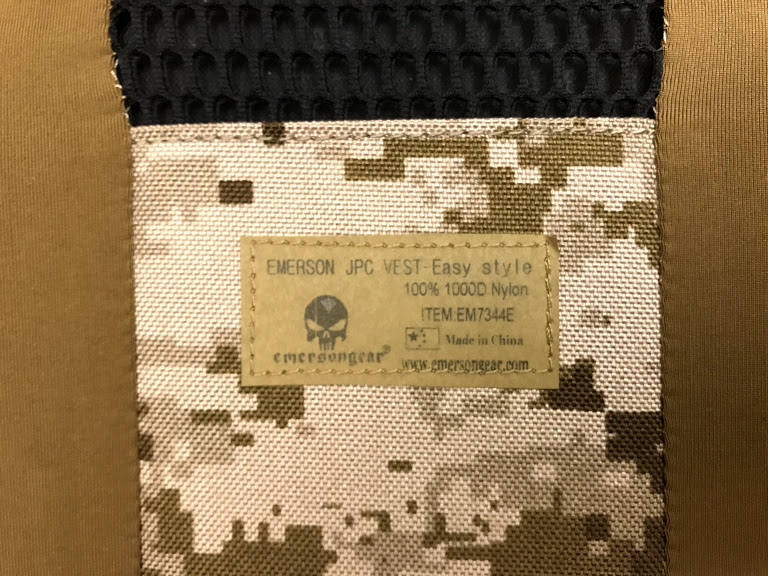 EMERSON JPC VEST-Easy style
100% 1000D Nylon
ITEM:EM7344E
Made in China
emersongear®
www.emersongear.com